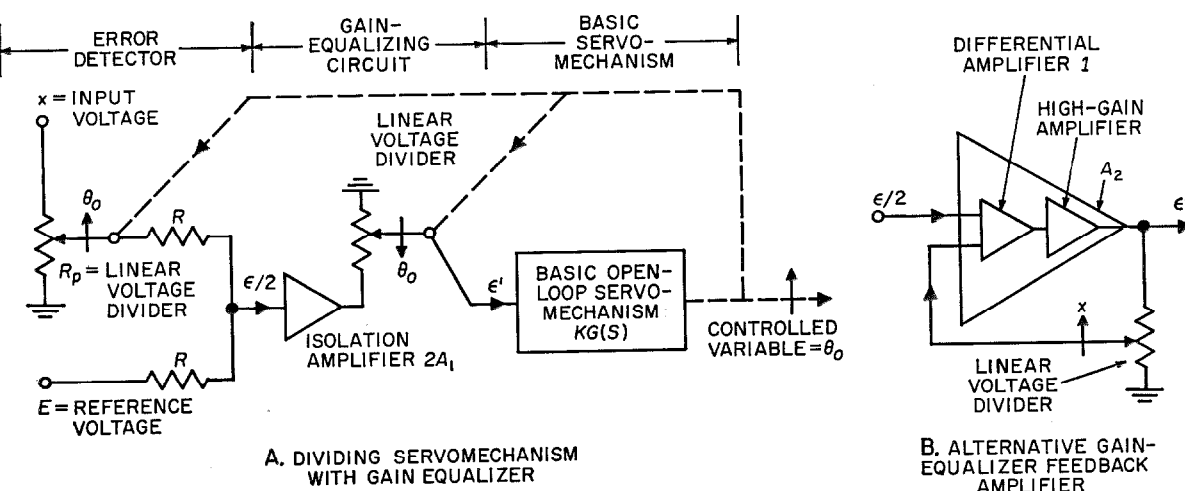 ERROR
DETECTOR
GAIN-
EQUALIZING
CIRCUIT
BASIC
SERVO-
MECHANISM
x = INPUT
VOLTAGE
θo
R
Rp = LINEAR
VOLTAGE
DIVIDER
ϵ/2
R
E = REFERENCE
VOLTAGE
LINEAR
VOLTAGE
DIVIDER
θo
ISOLATION
AMPLIFIER 2A1
ϵ'
BASIC OPEN-
LOOP SERVO-
MECHANISM
KG(S)
CONTROLLED
VARIABLE = θo
A. DIVIDING SERVOMECHANISM
WITH GAIN EQUALIZER
DIFFERENTIAL
AMPLIFIER 1
HIGH-GAIN
AMPLIFIER
A2
ϵ/2
ϵ
x
LINEAR
VOLTAGE
DIVIDER
B. ALTERNATIVE GAIN-
EQUALIZER FEEDBACK
AMPLIFIER